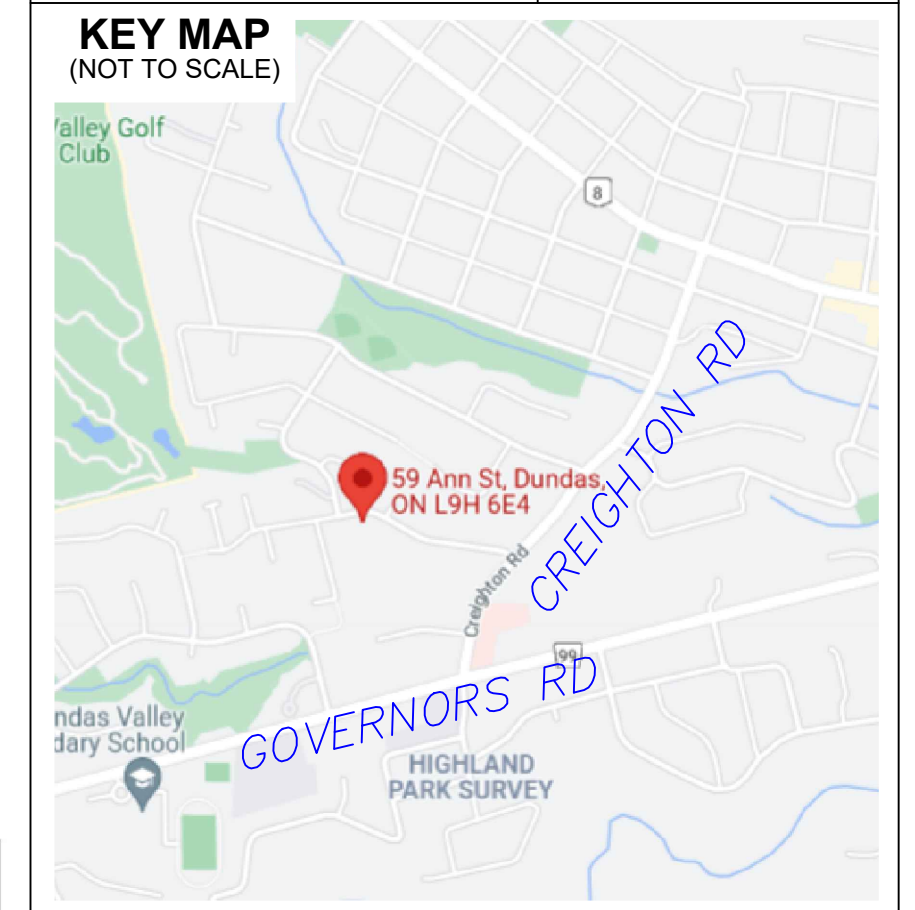 KEY MAP
(NOT TO SCALE)
Valley Golf
Club
8
CREIGHTON RD
59 Ann St, Dundas,
ON L9H 6E4
Creighton Rd
99
GOVERNORS RD
ndas Valley
dary School
HIGHLAND
PARK SURVEY